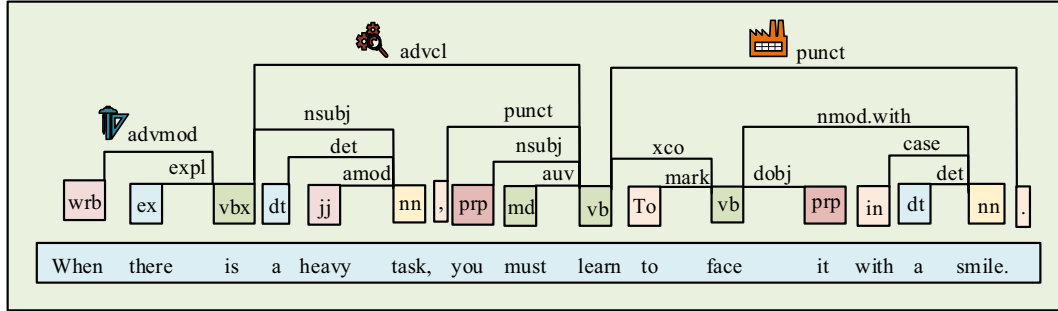 advcl
punct
advmod
nsubj
punct
nmod.with
det
nsubj
xco
case
expl
amod
auv
mark
dobj
det
wrb ex vbx dt jj nn , prp md vb To vb prp in dt nn .
When there is a heavy task, you must learn to face it with a smile.